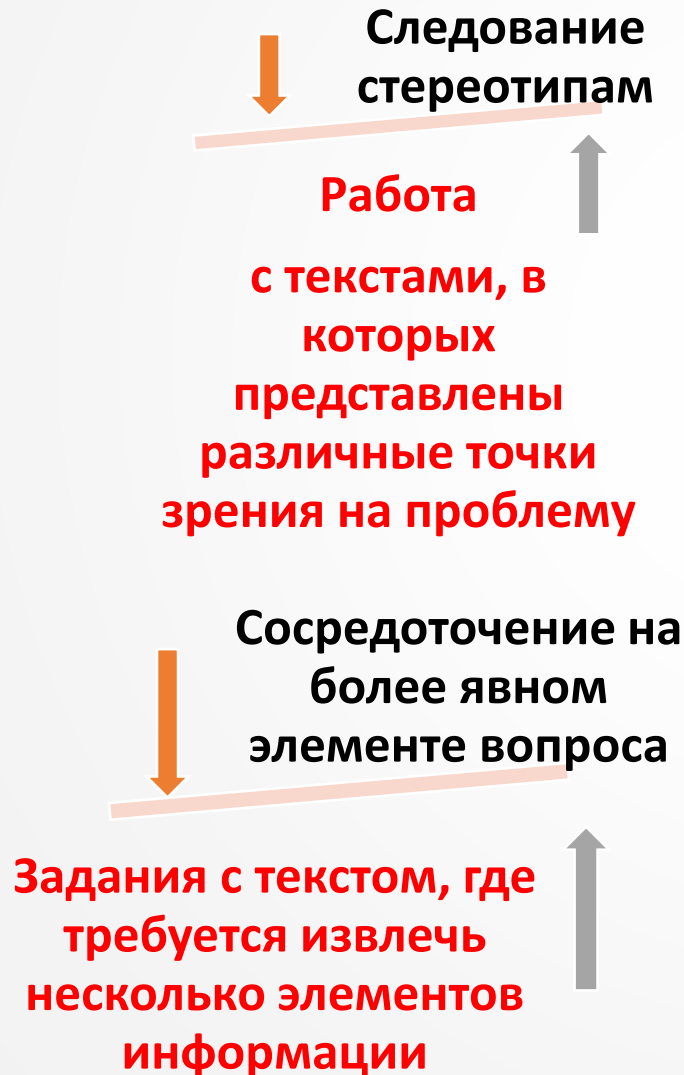 Следование
стереотипам
Работа
с текстами, в
которых
представлены
различные точки
зрения на проблему
Сосредоточение на
более явном
элементе вопроса
Задания с текстом, где
требуется извлечь
несколько элементов
информации